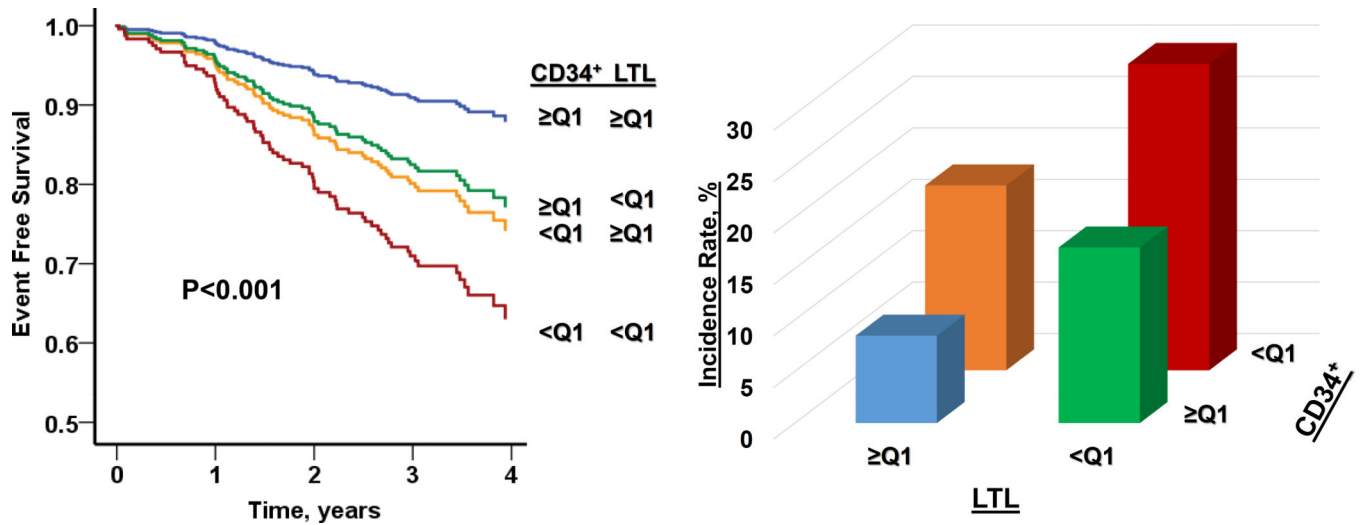 1.0
0.9
0.8
0.7
0.6
0.5
Event Free Survival
0 1 2 3 4
Time, years
P<0.001
CD34⁺ LTL
≥Q1 ≥Q1
≥Q1 <Q1
<Q1 ≥Q1
<Q1 <Q1
Incidence Rate, %
30
25
20
15
10
5
0
≥Q1 <Q1
LTL
<Q1
≥Q1
CD34⁺